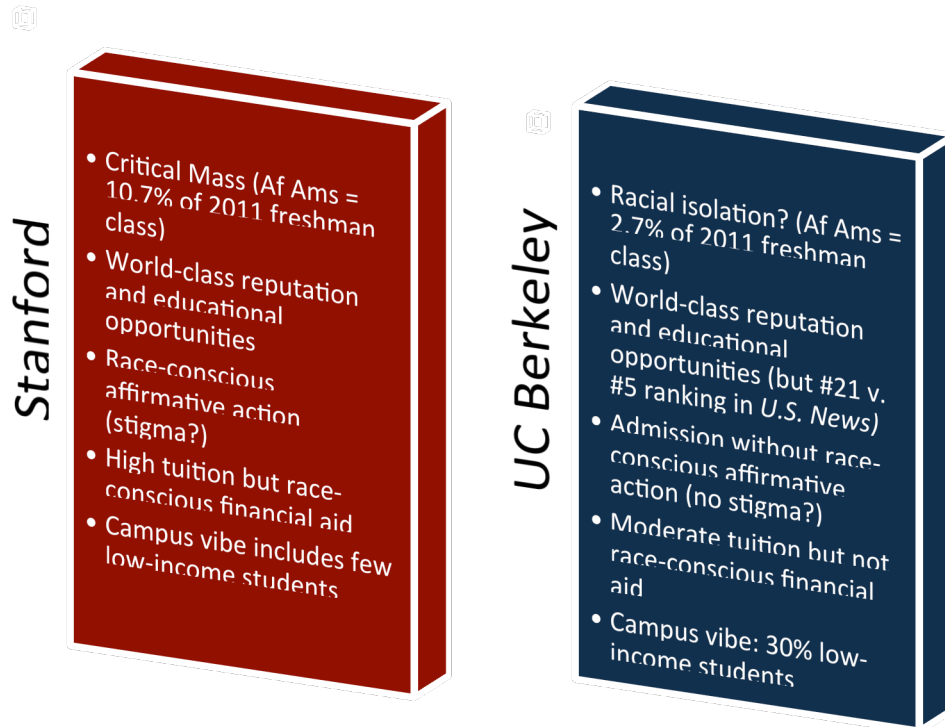 Stanford
• Critical Mass (Af Ams =
10.7% of 2011 freshman
class)
• World-class reputation
and educational
opportunities
• Race-conscious
affirmative action
(stigma?)
• High tuition but race-
conscious financial aid
• Campus vibe includes few
low-income students
UC Berkeley
• Racial isolation? (Af Ams =
2.7% of 2011 freshman
class)
• World-class reputation
and educational
opportunities (but #21 v.
#5 ranking in U.S. News)
• Admission without race-
conscious affirmative
action (no stigma?)
• Moderate tuition but not
race-conscious financial
aid
• Campus vibe: 30% low-
income students